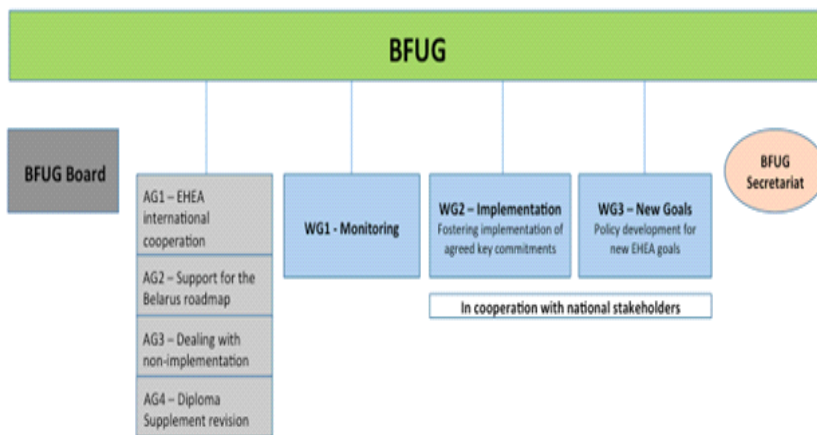 BFUG
BFUG Board
AG1 – EHEA
international
cooperation
AG2 – Support for the
Belarus roadmap
AG3 – Dealing with
non-implementation
AG4 – Diploma
Supplement revision
WG1 - Monitoring
WG2 – Implementation
Fostering implementation of
agreed key commitments
WG3 – New Goals
Policy development for
new EHEA goals
In cooperation with national stakeholders
BFUG
Secretariat